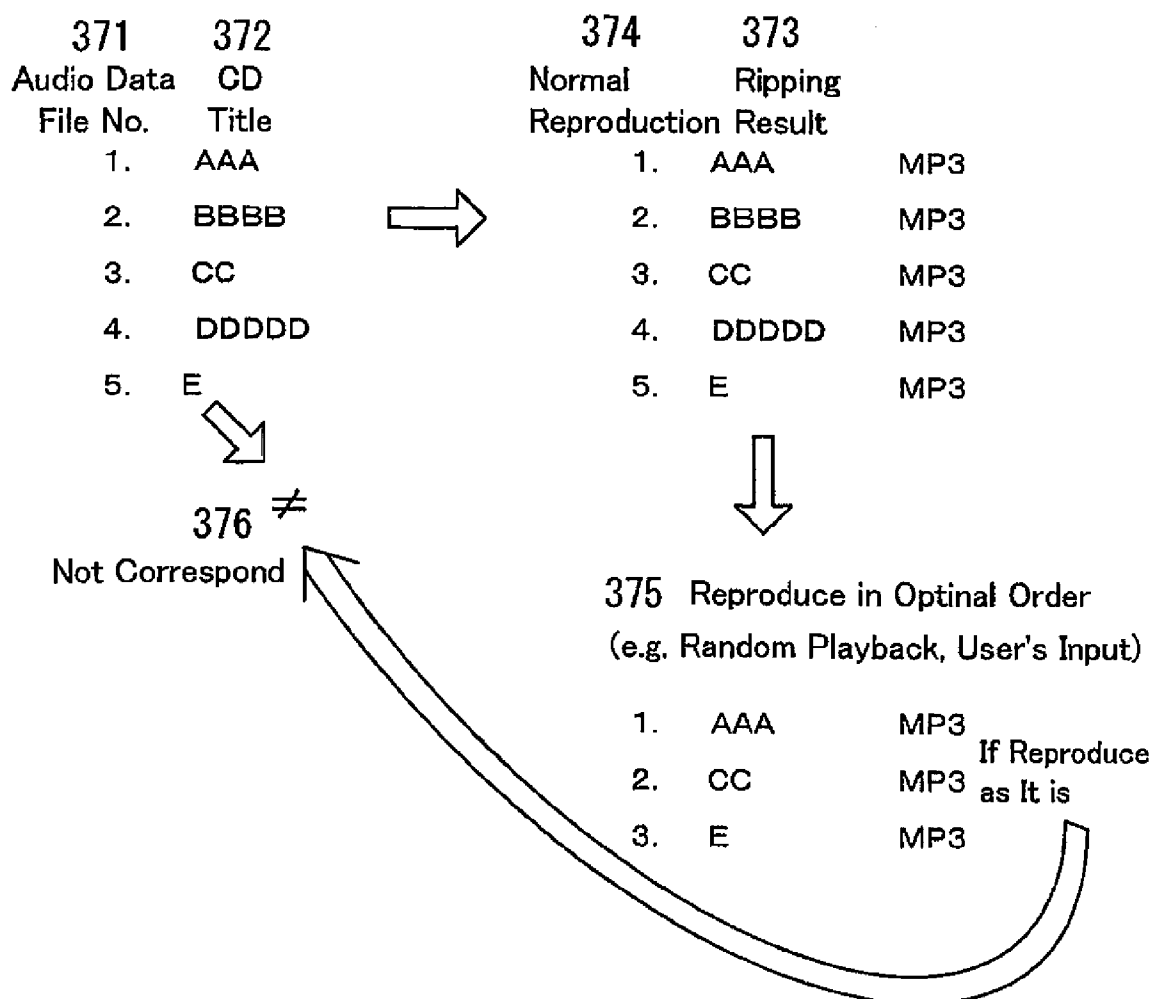 371 372
Audio Data CD
File No. Title
1. AAA
2. BBBB
3. CC
4. DDDDD
5. E
374 373
Normal Ripping
Reproduction Result
1. AAA MP3
2. BBBB MP3
3. CC MP3
4. DDDDD MP3
5. E MP3
≠
376
Not Correspond
375 Reproduce in Optinal Order
(e.g. Random Playback, User's Input)
1. AAA MP3
2. CC MP3
3. E MP3
If Reproduce
as It is